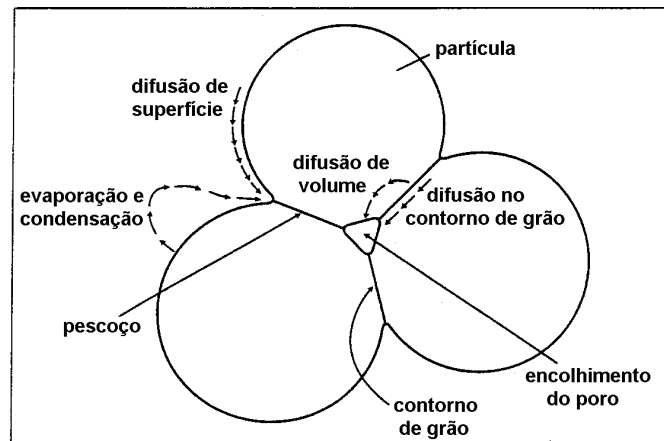 partícula
difusão de
superfície
difusão de
volume
evaporação e
condensação
difusão no
contorno de grão
pescoço
encolhimento
do poro
contorno
de grão